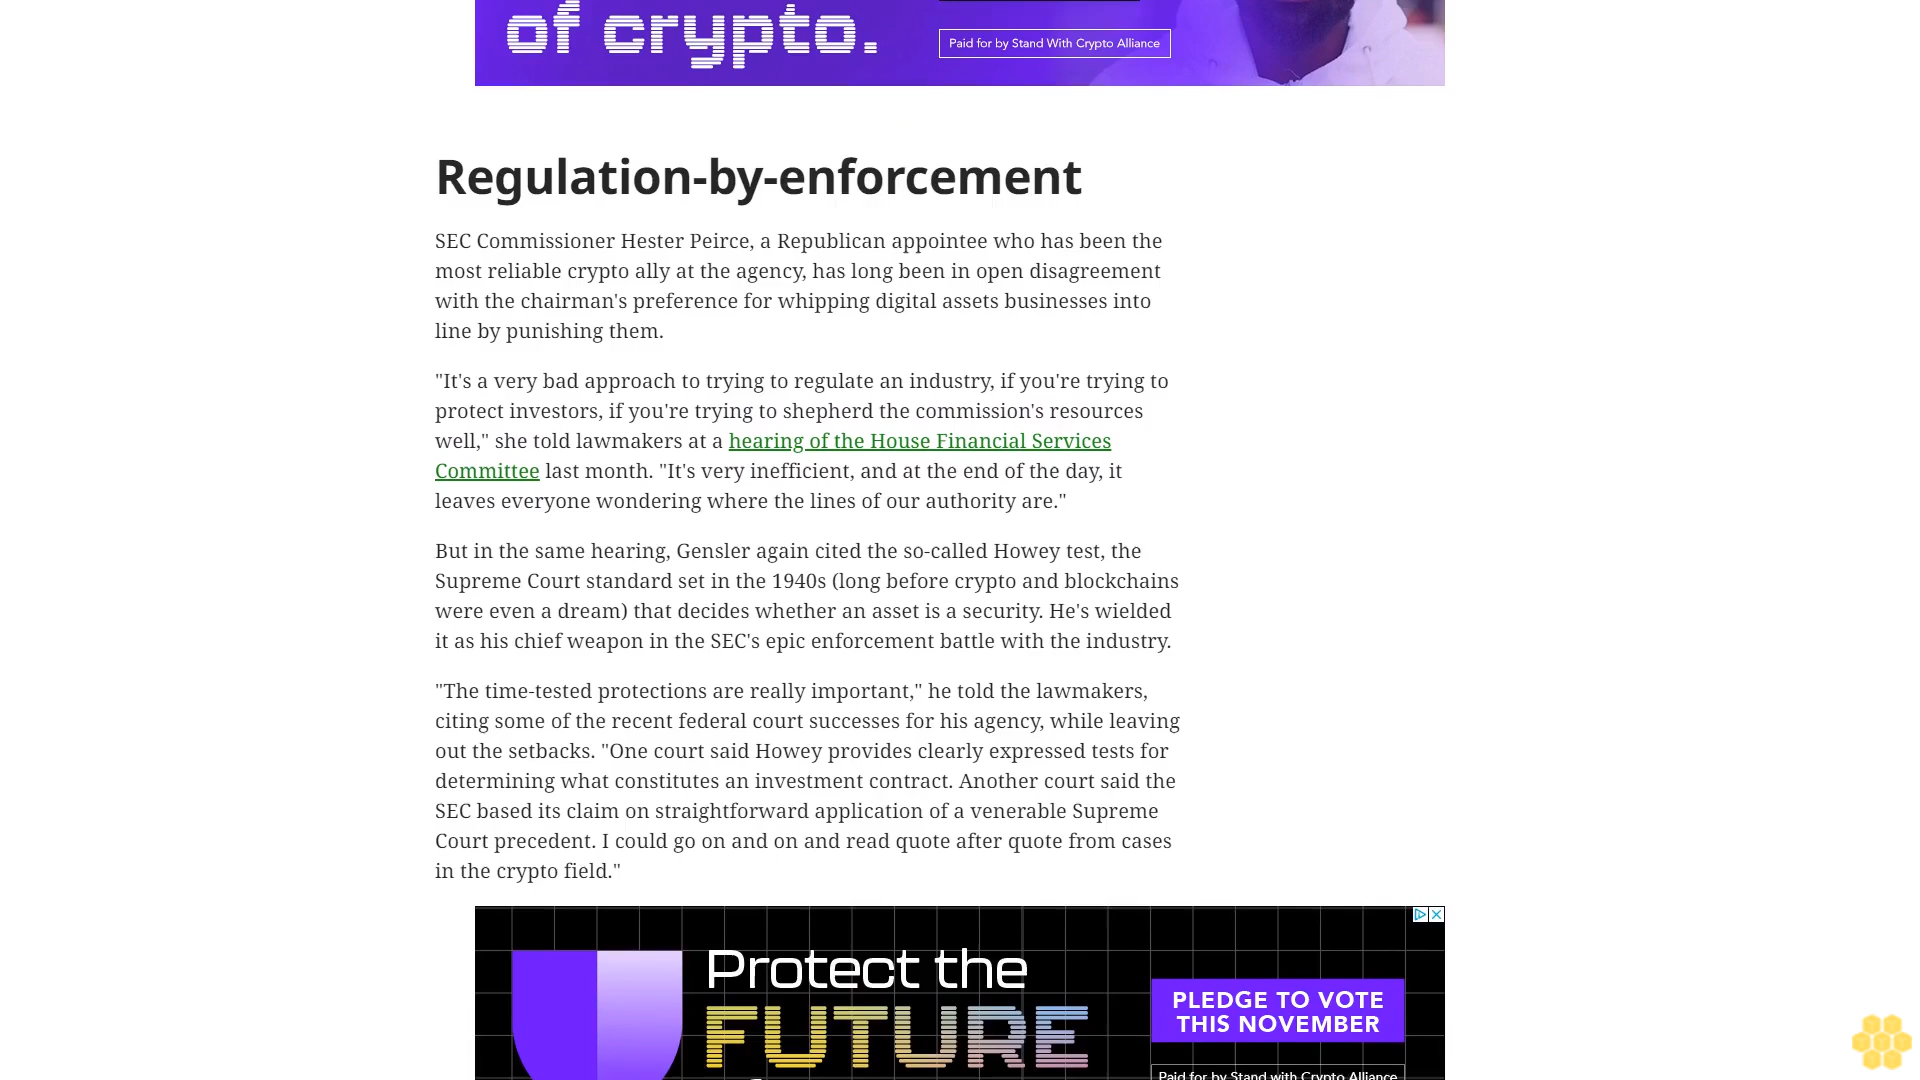 of crypto.
Paid for by Stand With Crypto Alliance
Regulation-by-enforcement
SEC Commissioner Hester Peirce, a Republican appointee who has been the
most reliable crypto ally at the agency, has long been in open disagreement
with the chairman's preference for whipping digital assets businesses into
line by punishing them.
"It's a very bad approach to trying to regulate an industry, if you're trying to
protect investors, if you're trying to shepherd the commission's resources
well," she told lawmakers at a hearing of the House Financial Services
Committee last month. "It's very inefficient, and at the end of the day, it
leaves everyone wondering where the lines of our authority are."
But in the same hearing, Gensler again cited the so-called Howey test, the
Supreme Court standard set in the 1940s (long before crypto and blockchains
were even a dream) that decides whether an asset is a security. He's wielded
it as his chief weapon in the SEC's epic enforcement battle with the industry.
"The time-tested protections are really important," he told the lawmakers,
citing some of the recent federal court successes for his agency, while leaving
out the setbacks. "One court said Howey provides clearly expressed tests for
determining what constitutes an investment contract. Another court said the
SEC based its claim on straightforward application of a venerable Supreme
Court precedent. I could go on and on and read quote after quote from cases
in the crypto field."
Protect the
FUTURE
PLEDGE TO VOTE
THIS NOVEMBER
Paid for by Stand with Crypto Alliance